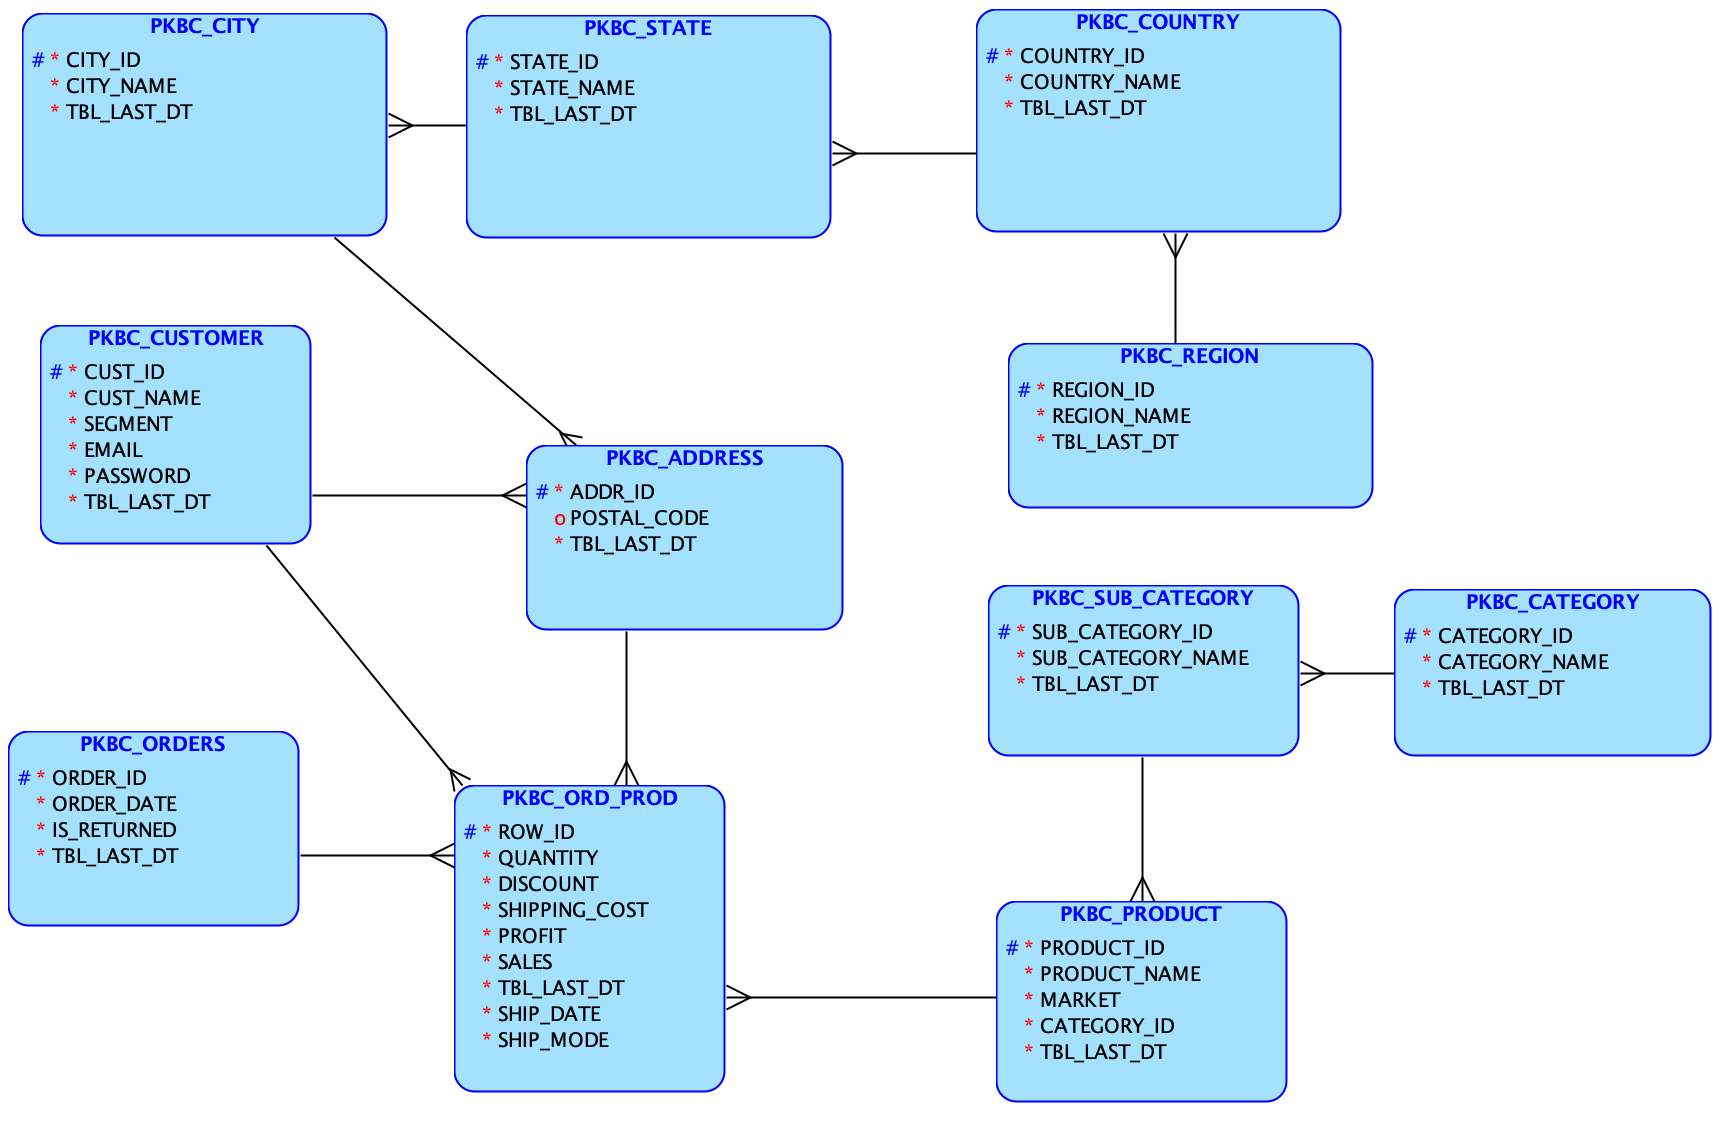 PKBC_CITY
# * CITY_ID
* CITY_NAME
* TBL_LAST_DT
PKBC_STATE
# * STATE_ID
* STATE_NAME
* TBL_LAST_DT
PKBC_COUNTRY
# * COUNTRY_ID
* COUNTRY_NAME
* TBL_LAST_DT
PKBC_CUSTOMER
# * CUST_ID
* CUST_NAME
* SEGMENT
* EMAIL
* PASSWORD
* TBL_LAST_DT
PKBC_REGION
# * REGION_ID
* REGION_NAME
* TBL_LAST_DT
PKBC_ADDRESS
# * ADDR_ID
o POSTAL_CODE
* TBL_LAST_DT
PKBC_SUB_CATEGORY
# * SUB_CATEGORY_ID
* SUB_CATEGORY_NAME
* TBL_LAST_DT
PKBC_CATEGORY
# * CATEGORY_ID
* CATEGORY_NAME
* TBL_LAST_DT
PKBC_ORDERS
# * ORDER_ID
* ORDER_DATE
* IS_RETURNED
* TBL_LAST_DT
PKBC_ORD_PROD
# * ROW_ID
* QUANTITY
* DISCOUNT
* SHIPPING_COST
* PROFIT
* SALES
* TBL_LAST_DT
* SHIP_DATE
* SHIP_MODE
PKBC_PRODUCT
# * PRODUCT_ID
* PRODUCT_NAME
* MARKET
* CATEGORY_ID
* TBL_LAST_DT